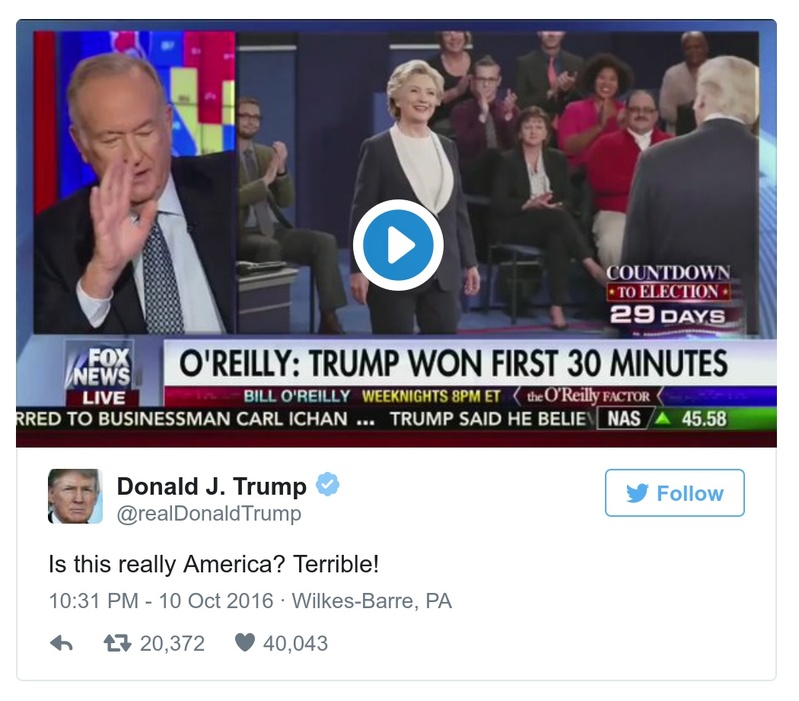 COUNTDOWN
TO ELECTION
29 DAYS
FOX
NEWS
LIVE
O'REILLY: TRUMP WON FIRST 30 MINUTES
BILL O'REILLY WEEKNIGHTS 8PM ET the O'Reilly FACTOR
RRED TO BUSINESSMAN CARL ICHAN ... TRUMP SAID HE BELIE NAS ▲ 45.58
Donald J. Trump
@realDonaldTrump
Follow
Is this really America? Terrible!
10:31 PM - 10 Oct 2016 · Wilkes-Barre, PA
20,372 40,043